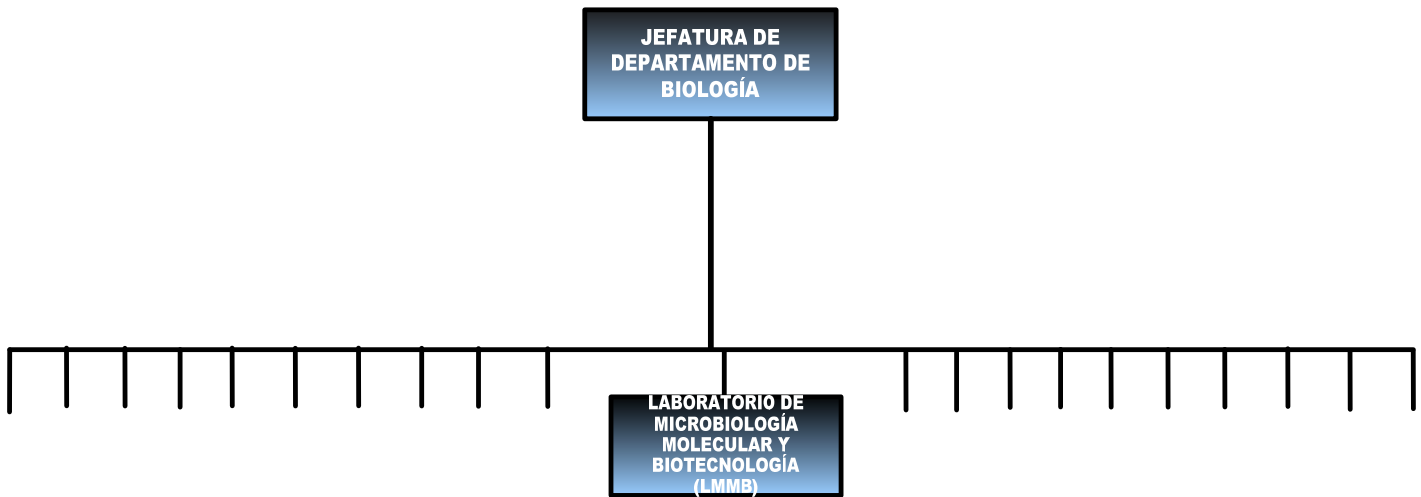 JEFATURA DE
DEPARTAMENTO DE
BIOLOGÍA
LABORATORIO DE
MICROBIOLOGÍA
MOLECULAR Y
BIOTECNOLOGÍA
(LMMB)